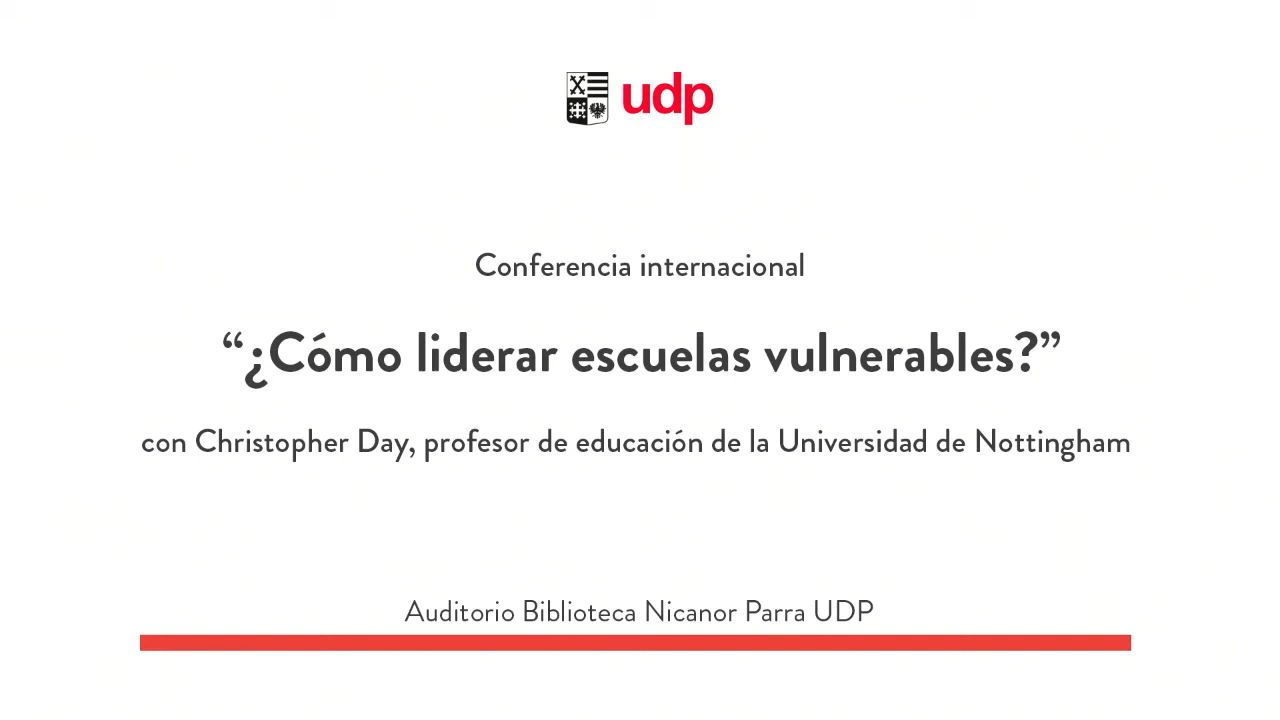 udp
Conferencia internacional
“¿Cómo liderar escuelas vulnerables?”
con Christopher Day, profesor de educación de la Universidad de Nottingham
Auditorio Biblioteca Nicanor Parra UDP